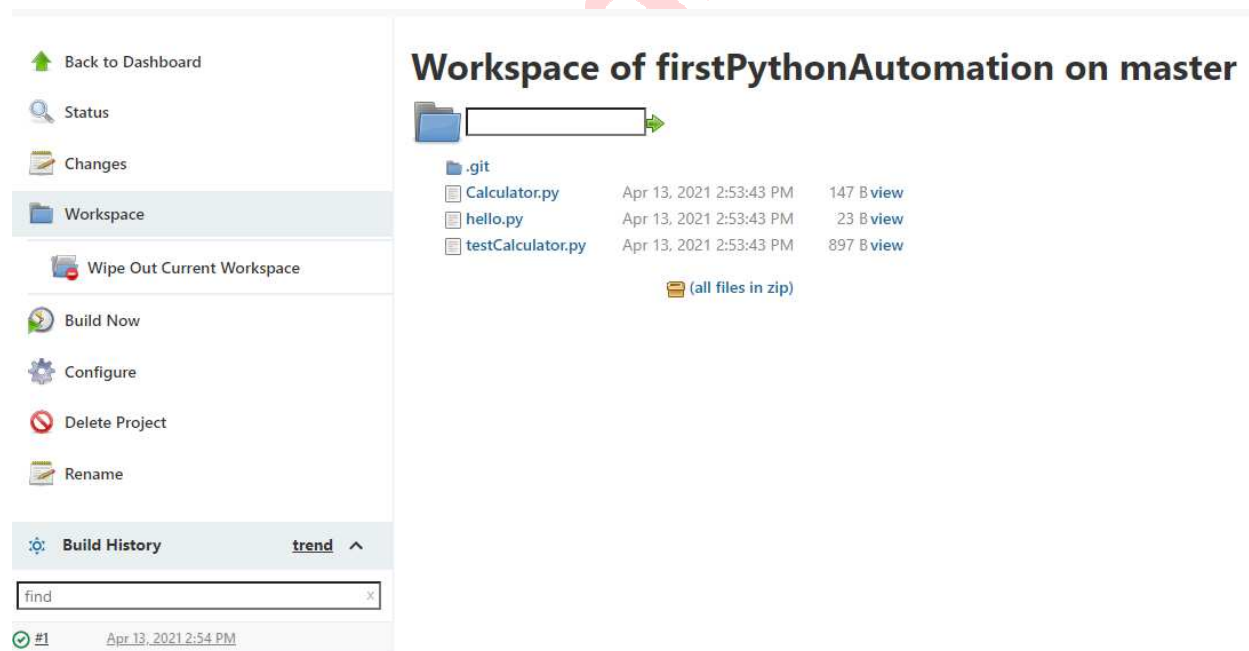 Back to Dashboard
Status
Changes
Workspace
Wipe Out Current Workspace
Build Now
Configure
Delete Project
Rename
Build History trend
find x
#1 Apr 13, 2021 2:54 PM
Workspace of firstPythonAutomation on master
.git
Calculator.py Apr 13, 2021 2:53:43 PM 147 B view
hello.py Apr 13, 2021 2:53:43 PM 23 B view
testCalculator.py Apr 13, 2021 2:53:43 PM 897 B view
(all files in zip)